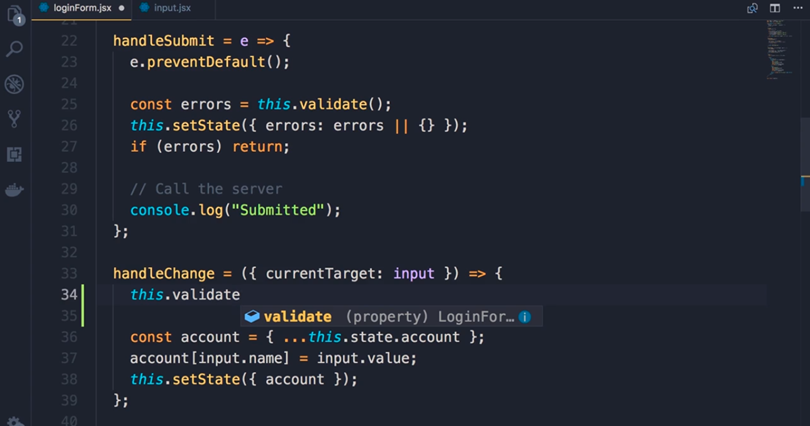 loginForm.jsx
input.jsx
1
21
22 handleSubmit = e => {
23 e.preventDefault();
24
25 const errors = this.validate();
26 this.setState({ errors: errors || {} });
27 if (errors) return;
28
29 // Call the server
30 console.log("Submitted");
31 };
32
33 handleChange = ({ currentTarget: input }) => {
34 this.validate
35 validate (property) LoginFor…
36 const account = { ...this.state.account };
37 account[input.name] = input.value;
38 this.setState({ account });
39 };
40